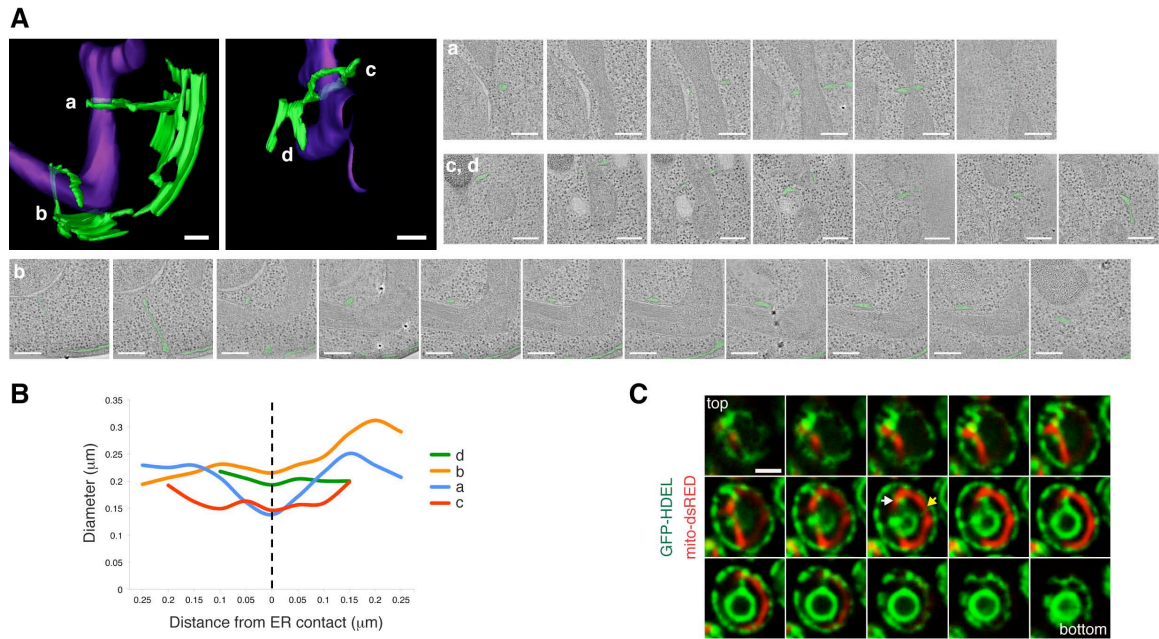 A
a
b
c
d
a
c, d
b
B
0.35
0.3
0.25
0.2
0.15
0.1
0.05
0
Diameter (μm)
0.25 0.2 0.15 0.1 0.05 0 0.05 0.1 0.15 0.2 0.25
Distance from ER contact (μm)
d
b
a
c
C
top
GFP-HDEL
mito-dsRED
bottom